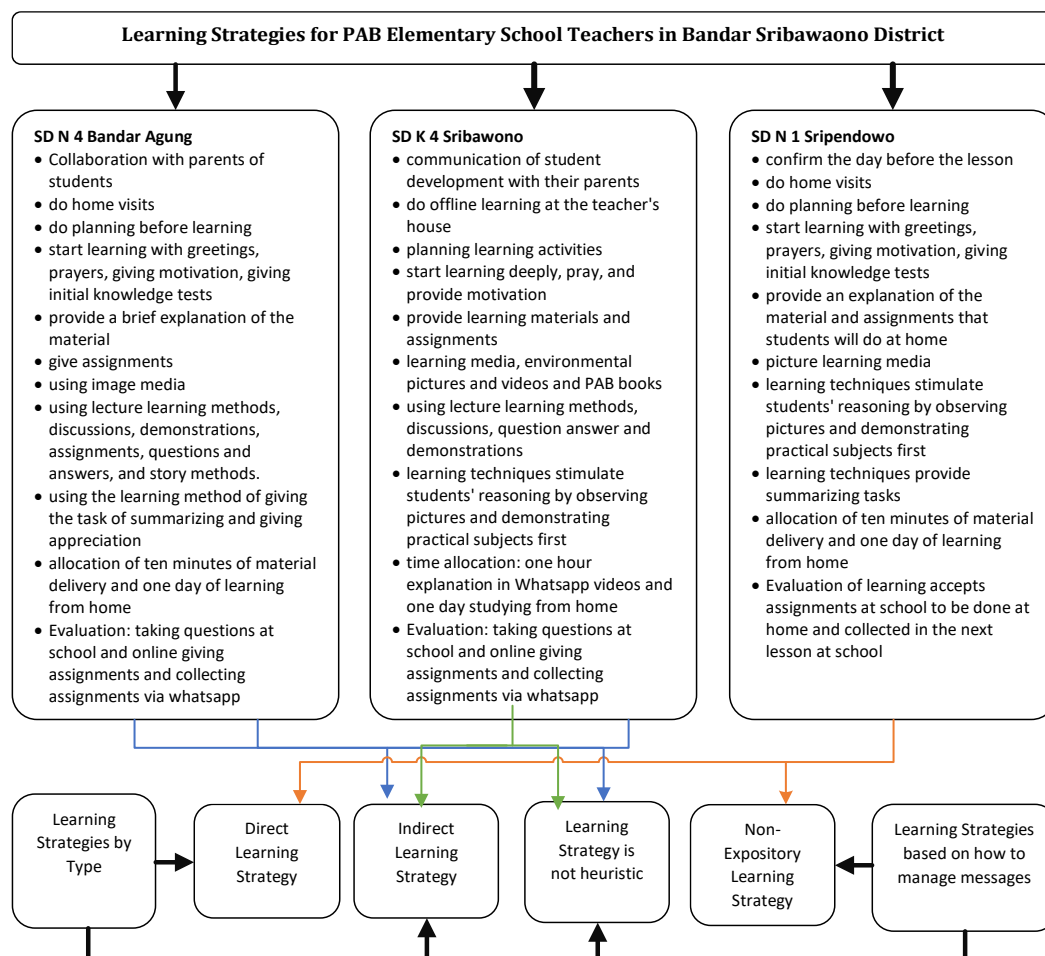 Learning Strategies for PAB Elementary School Teachers in Bandar Sribawaono District
SD N 4 Bandar Agung
• Collaboration with parents of
students
• do home visits
• do planning before learning
• start learning with greetings,
prayers, giving motivation, giving
initial knowledge tests
• provide a brief explanation of the
material
• give assignments
• using image media
• using lecture learning methods,
discussions, demonstrations,
assignments, questions and
answers, and story methods.
• using the learning method of giving
the task of summarizing and giving
appreciation
• allocation of ten minutes of material
delivery and one day of learning
from home
• Evaluation: taking questions at
school and online giving
assignments and collecting
assignments via whatsapp
SD K 4 Sribawono
• communication of student
development with their parents
• do offline learning at the teacher's
house
• planning learning activities
• start learning deeply, pray, and
provide motivation
• provide learning materials and
assignments
• learning media, environmental
pictures and videos and PAB books
• using lecture learning methods,
discussions, question answer and
demonstrations
• learning techniques stimulate
students' reasoning by observing
pictures and demonstrating
practical subjects first
• time allocation: one hour
explanation in Whatsapp videos and
one day studying from home
• Evaluation: taking questions at
school and online giving
assignments and collecting
assignments via whatsapp
SD N 1 Sripendowo
• confirm the day before the lesson
• do home visits
• do planning before learning
• start learning with greetings,
prayers, giving motivation, giving
initial knowledge tests
• provide an explanation of the
material and assignments that
students will do at home
• picture learning media
• learning techniques stimulate
students' reasoning by observing
pictures and demonstrating
practical subjects first
• learning techniques provide
summarizing tasks
• allocation of ten minutes of material
delivery and one day of learning
from home
• Evaluation of learning accepts
assignments at school to be done at
home and collected in the next
lesson at school
Learning
Strategies by
Type
Direct
Learning
Strategy
Indirect
Learning
Strategy
Learning
Strategy is
not heuristic
Non-
Expository
Learning
Strategy
Learning Strategies
based on how to
manage messages